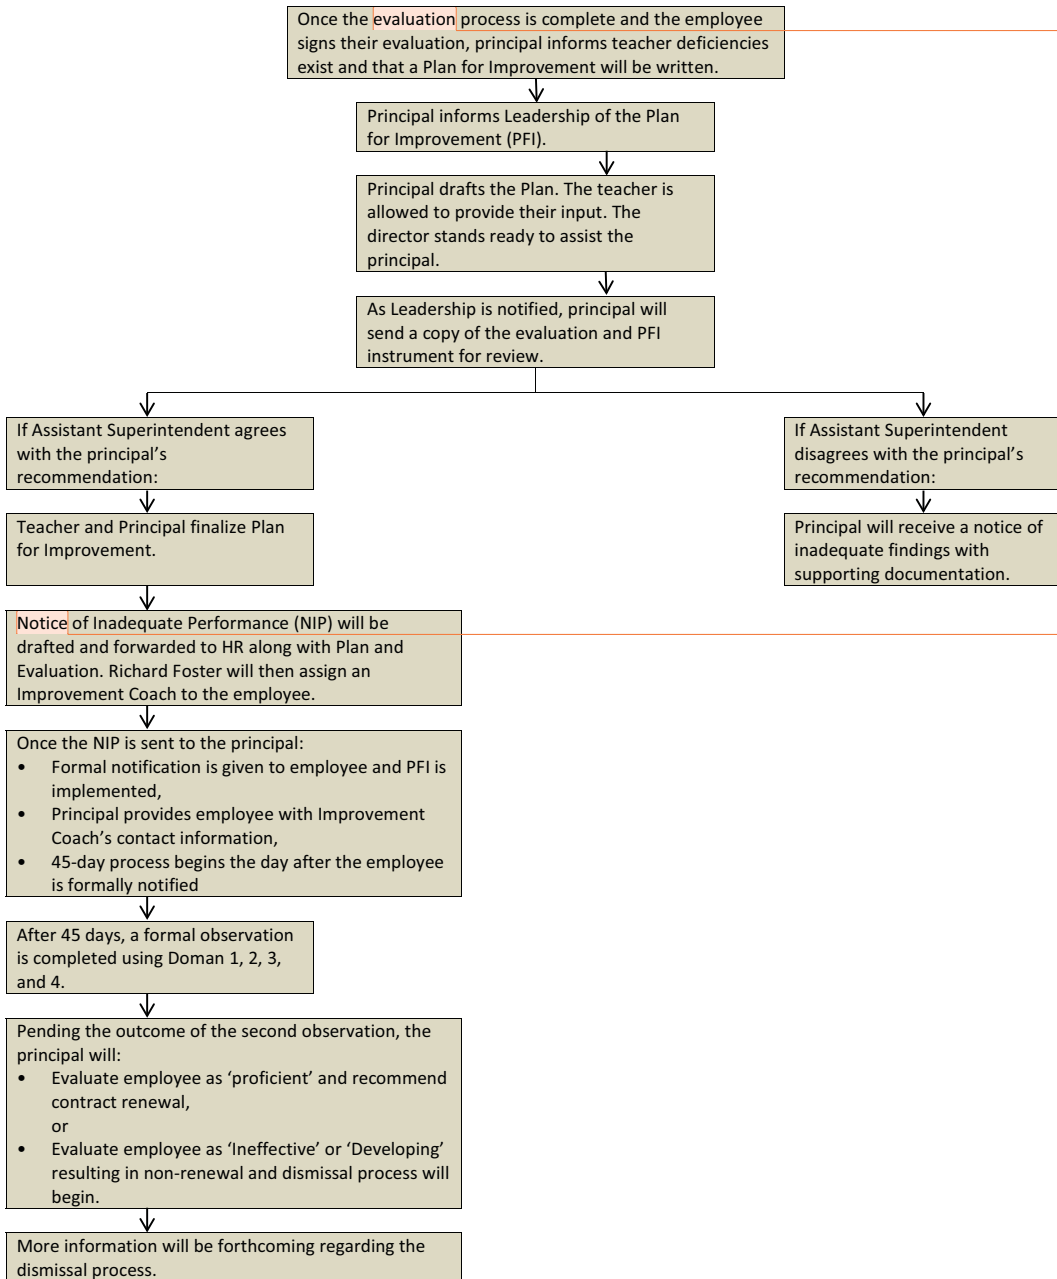 Once the evaluation process is complete and the employee
signs their evaluation, principal informs teacher deficiencies
exist and that a Plan for Improvement will be written.
Principal informs Leadership of the Plan
for Improvement (PFI).
Principal drafts the Plan. The teacher is
allowed to provide their input. The
director stands ready to assist the
principal.
As Leadership is notified, principal will
send a copy of the evaluation and PFI
instrument for review.
If Assistant Superintendent agrees
with the principal’s
recommendation:
If Assistant Superintendent
disagrees with the principal’s
recommendation:
Teacher and Principal finalize Plan
for Improvement.
Principal will receive a notice of
inadequate findings with
supporting documentation.
Notice of Inadequate Performance (NIP) will be
drafted and forwarded to HR along with Plan and
Evaluation. Richard Foster will then assign an
Improvement Coach to the employee.
Once the NIP is sent to the principal:
• Formal notification is given to employee and PFI is
implemented,
• Principal provides employee with Improvement
Coach’s contact information,
• 45-day process begins the day after the employee
is formally notified
After 45 days, a formal observation
is completed using Doman 1, 2, 3,
and 4.
Pending the outcome of the second observation, the
principal will:
• Evaluate employee as ‘proficient’ and recommend
contract renewal,
or
• Evaluate employee as ‘Ineffective’ or ‘Developing’
resulting in non-renewal and dismissal process will
begin.
More information will be forthcoming regarding the
dismissal process.